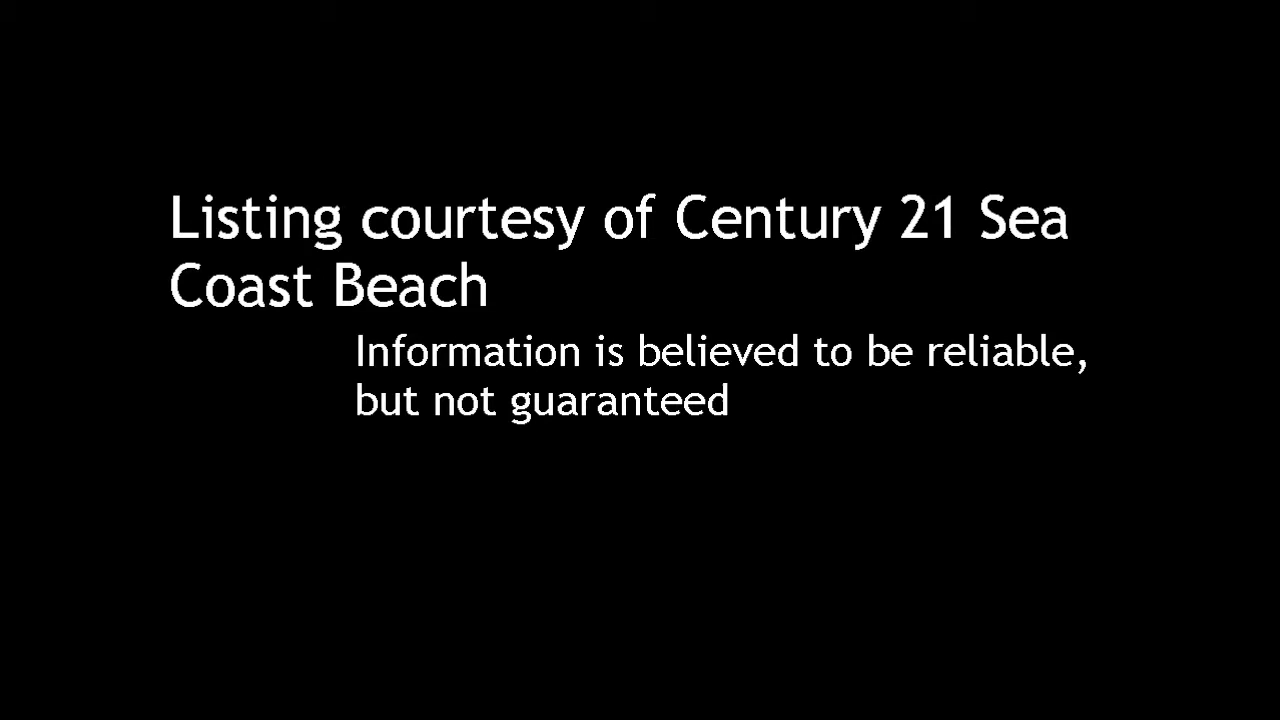 Listing courtesy of Century 21 Sea
Coast Beach
Information is believed to be reliable,
but not guaranteed